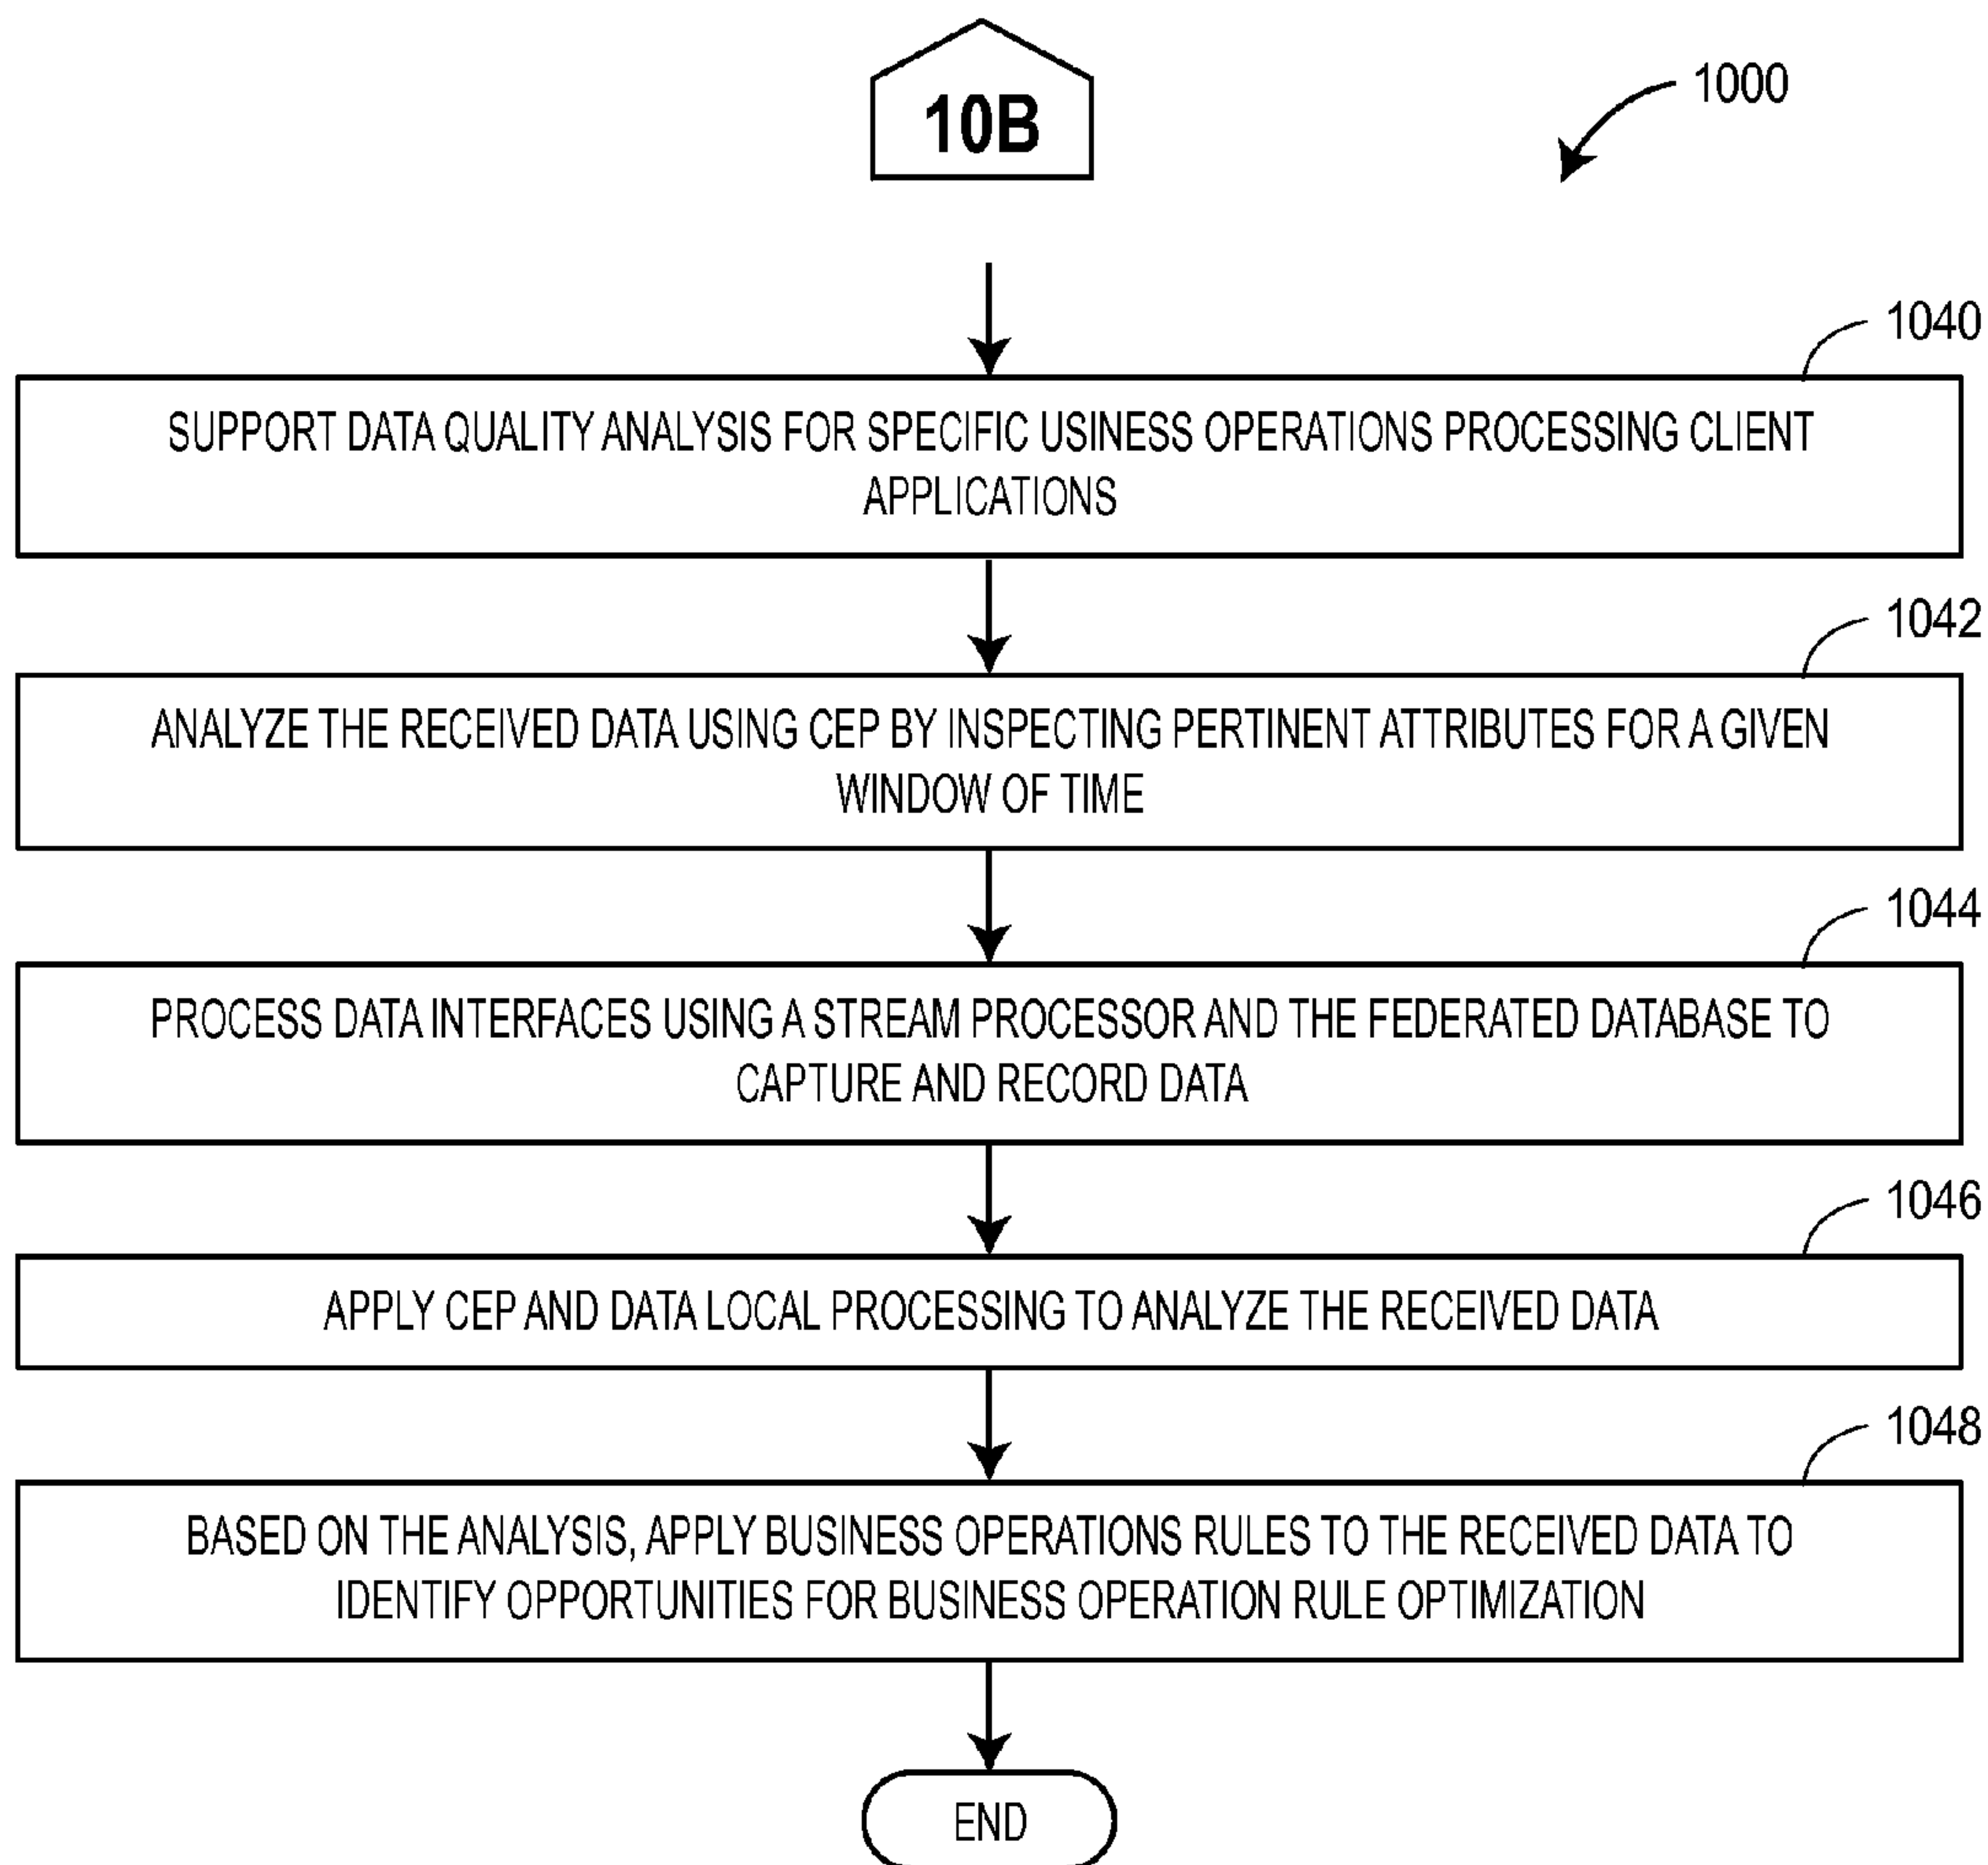 10B
1000
1040
SUPPORT DATA QUALITY ANALYSIS FOR SPECIFIC USINESS OPERATIONS PROCESSING CLIENT
APPLICATIONS
1042
ANALYZE THE RECEIVED DATA USING CEP BY INSPECTING PERTINENT ATTRIBUTES FOR A GIVEN
WINDOW OF TIME
1044
PROCESS DATA INTERFACES USING A STREAM PROCESSOR AND THE FEDERATED DATABASE TO
CAPTURE AND RECORD DATA
1046
APPLY CEP AND DATA LOCAL PROCESSING TO ANALYZE THE RECEIVED DATA
1048
BASED ON THE ANALYSIS, APPLY BUSINESS OPERATIONS RULES TO THE RECEIVED DATA TO
IDENTIFY OPPORTUNITIES FOR BUSINESS OPERATION RULE OPTIMIZATION
END